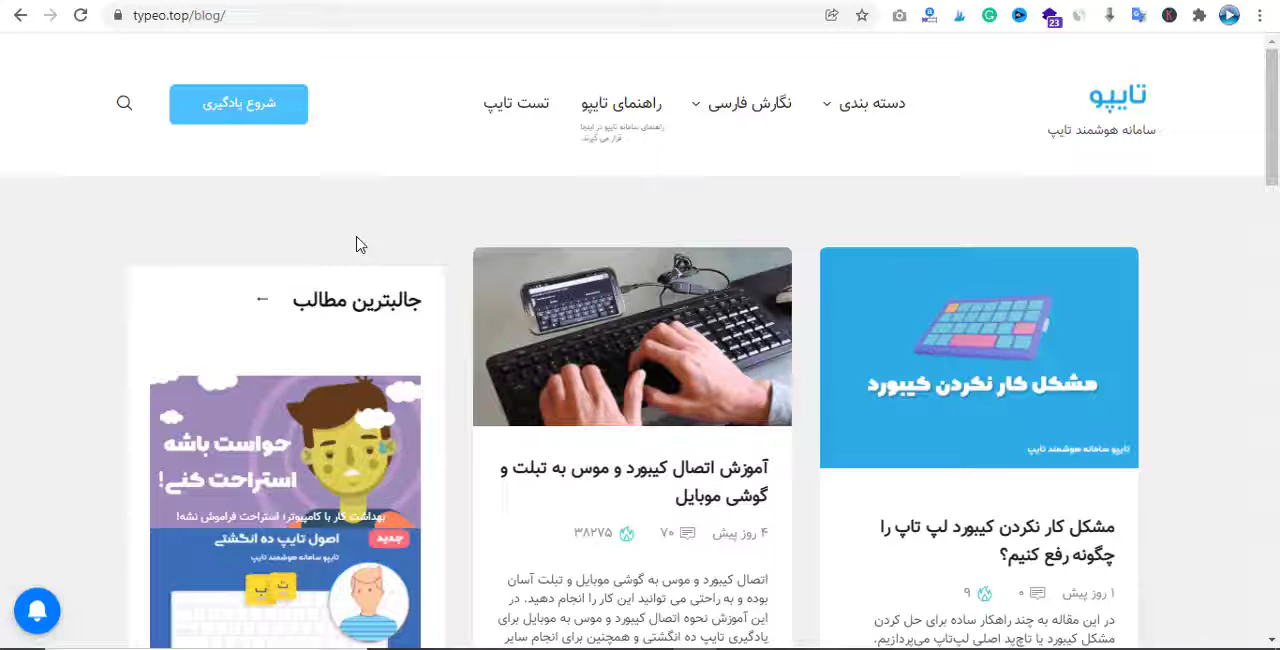 typeo.top/blog/
23
تایپو
سامانه هوشمند تایپ
دسته بندی
نگارش فارسی
راهنمای تایپو
راهنمای سامانه تایپو در اینجا
قرار می گیرند.
تست تایپ
شروع یادگیری
مشکل کار نکردن کیبورد
تایپو سامانه هوشمند تایپ
مشکل کار نکردن کیبورد لپ تاپ را
چگونه رفع کنیم؟
۱ روز پیش
۰
۹
در این مقاله به چند راهکار ساده برای حل کردن
مشکل کیبورد یا تاچ‌پد اصلی لپ‌تاپ می‌پردازیم.
آموزش اتصال کیبورد و موس به تبلت و
گوشی موبایل
۴ روز پیش
۷۰
۳۸۲۷۵
اتصال کیبورد و موس به گوشی موبایل و تبلت آسان
بوده و به راحتی می توانید این کار را انجام دهید. در
این آموزش نحوه اتصال کیبورد و موس به موبایل برای
یادگیری تایپ ده انگشتی و همچنین برای انجام سایر
جالبترین مطالب ←
حواست باشه
استراحت کنی!
بهداشت کار با کامپیوتر؛ استراحت فراموش نشه!
جدید
اصول تایپ ده انگشتی
تایپو سامانه هوشمند تایپ
ت
ب